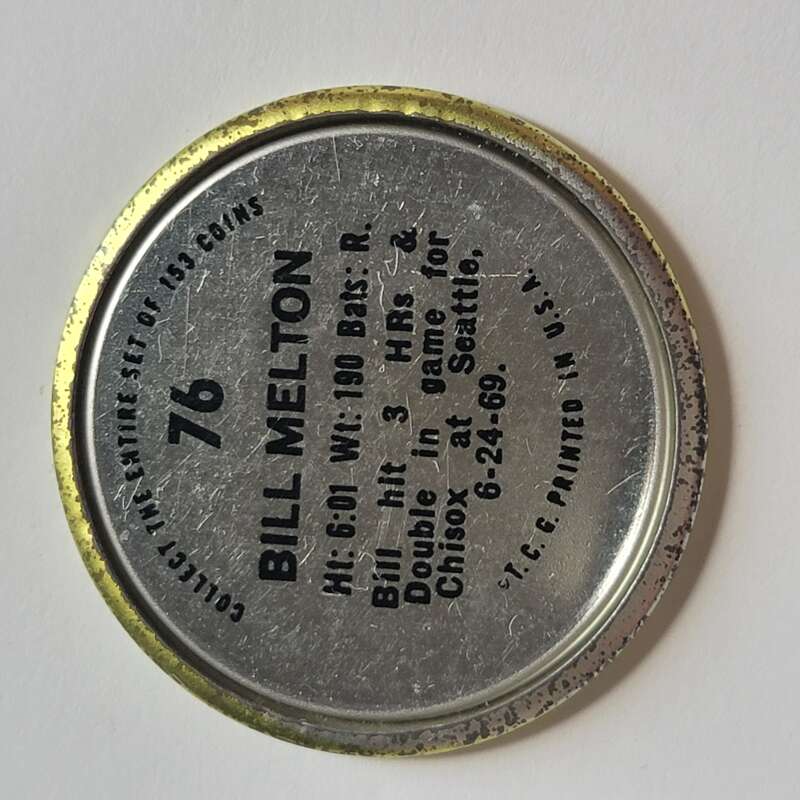 COLLECT THE ENTIRE SET OF 153 COINS
76
BILL MELTON
Ht: 6:01 Wt: 190 Bats: R.
Bill hit 3 HRs &
Double in game for
Chisox at Seattle,
6-24-69.
©T. C. G. PRINTED IN U.S.A.